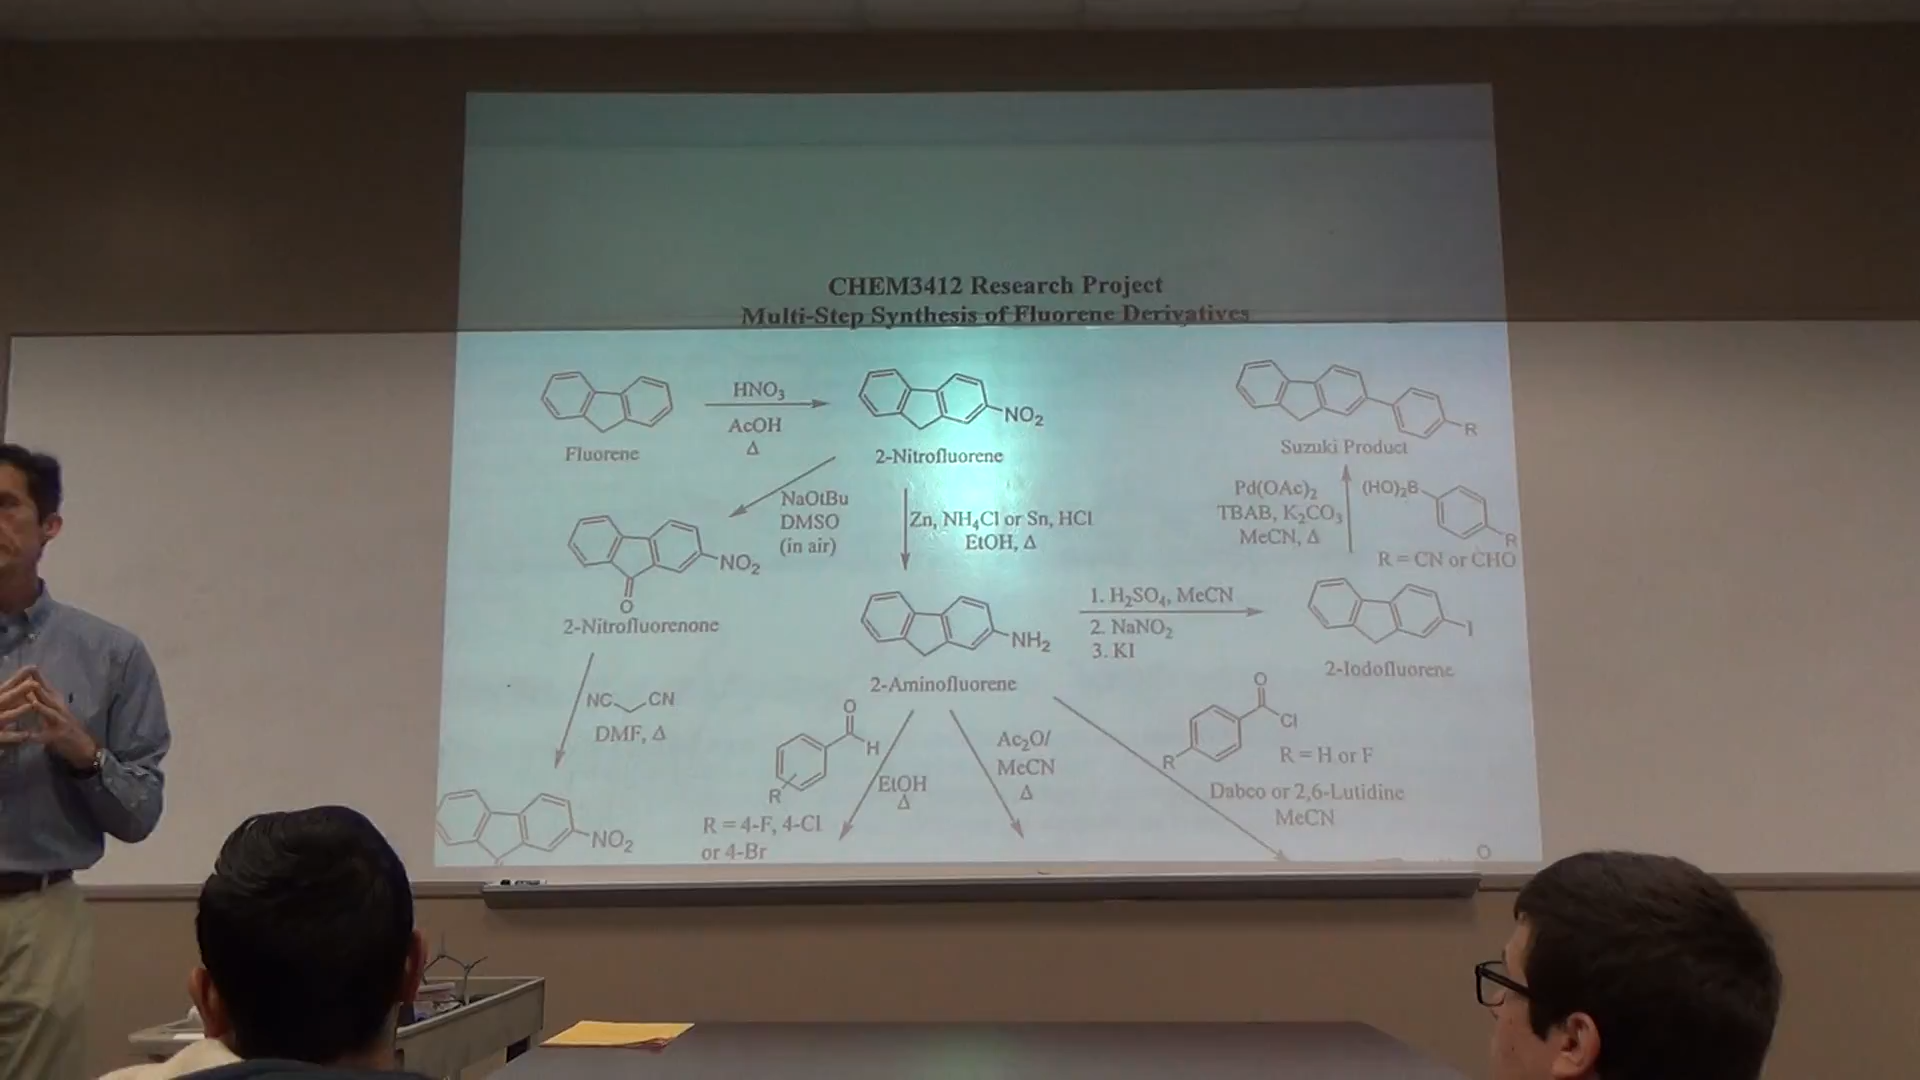 CHEM3412 Research Project
Multi-Step Synthesis of Fluorene Derivatives
HNO₃
AcOH
Δ
Fluorene
NO₂
2-Nitrofluorene
NaOtBu
DMSO
(in air)
Zn, NH₄Cl or Sn, HCl
EtOH, Δ
R
Suzuki Product
Pd(OAc)₂
TBAB, K₂CO₃
MeCN, Δ
(HO)₂B
R
R = CN or CHO
NO₂
O
2-Nitrofluorenone
NH₂
2-Aminofluorene
1. H₂SO₄, MeCN
2. NaNO₂
3. KI
I
2-Iodofluorene
NC
CN
DMF, Δ
O
H
R
R = 4-F, 4-Cl
or 4-Br
EtOH
Δ
Ac₂O/
MeCN
Δ
O
Cl
R
R = H or F
Dabco or 2,6-Lutidine
MeCN
NO₂
O